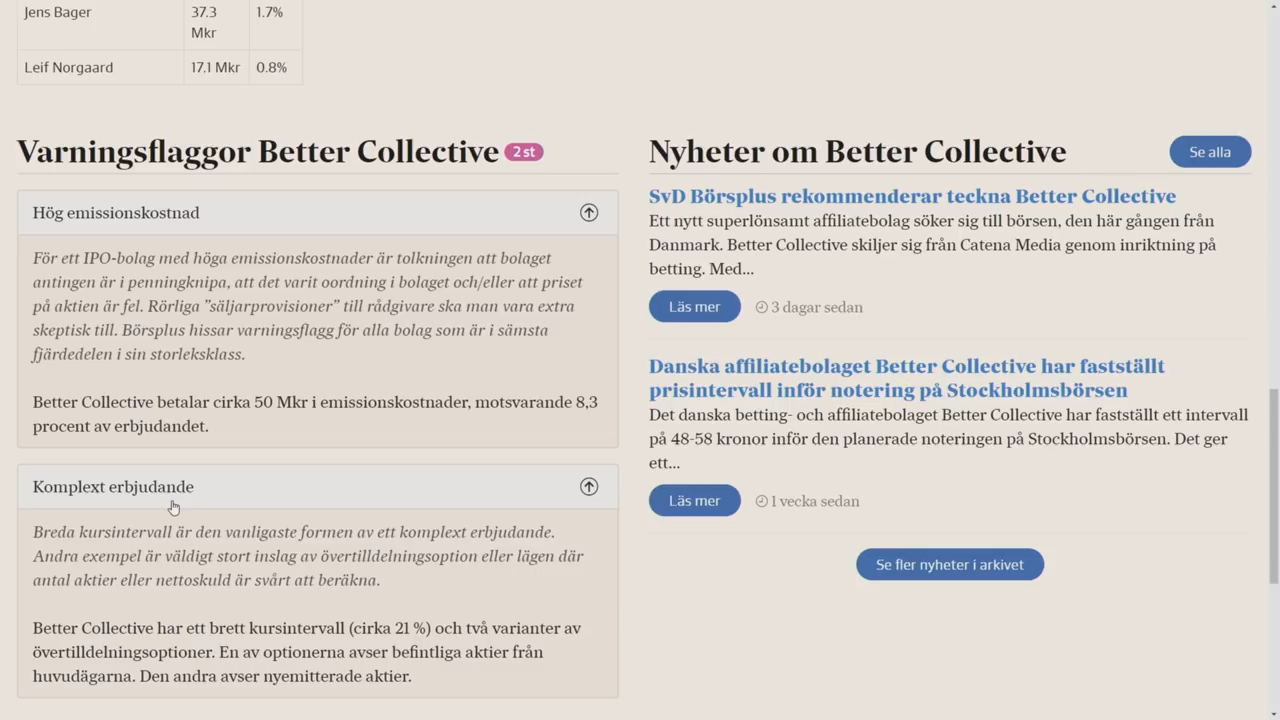 Jens Bager 37.3 1.7%
Mkr
Leif Norgaard 17.1 Mkr 0.8%
Varningsflaggor Better Collective 2 st
Hög emissionskostnad
För ett IPO-bolag med höga emissionskostnader är tolkningen att bolaget
antingen är i penningknipa, att det varit oordning i bolaget och/eller att priset
på aktien är fel. Rörliga ”säljarprovisioner” till rådgivare ska man vara extra
skeptisk till. Börsplus hissar varningsflagg för alla bolag som är i sämsta
fjärdedelen i sin storleksklass.
Better Collective betalar cirka 50 Mkr i emissionskostnader, motsvarande 8,3
procent av erbjudandet.
Komplext erbjudande
Breda kursintervall är den vanligaste formen av ett komplext erbjudande.
Andra exempel är väldigt stort inslag av övertilldelningsoption eller lägen där
antal aktier eller nettoskuld är svårt att beräkna.
Better Collective har ett brett kursintervall (cirka 21 %) och två varianter av
övertilldelningsoptioner. En av optionerna avser befintliga aktier från
huvudägarna. Den andra avser nyemitterade aktier.
Nyheter om Better Collective
Se alla
SvD Börsplus rekommenderar teckna Better Collective
Ett nytt superlönsamt affiliatebolag söker sig till börsen, den här gången från
Danmark. Better Collective skiljer sig från Catena Media genom inriktning på
betting. Med...
Läs mer 3 dagar sedan
Danska affiliatebolaget Better Collective har fastställt
prisintervall inför notering på Stockholmsbörsen
Det danska betting- och affiliatebolaget Better Collective har fastställt ett intervall
på 48-58 kronor inför den planerade noteringen på Stockholmsbörsen. Det ger
ett...
Läs mer 1 vecka sedan
Se fler nyheter i arkivet